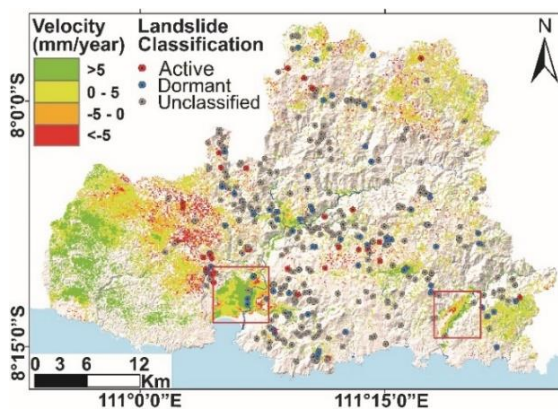 Velocity
(mm/year)
>5
0 - 5
-5 - 0
<-5
Landslide
Classification
Active
Dormant
Unclassified
N
8°0'0"S
8°15'0"S
0 3 6 12
Km
111°0'0"E
111°15'0"E